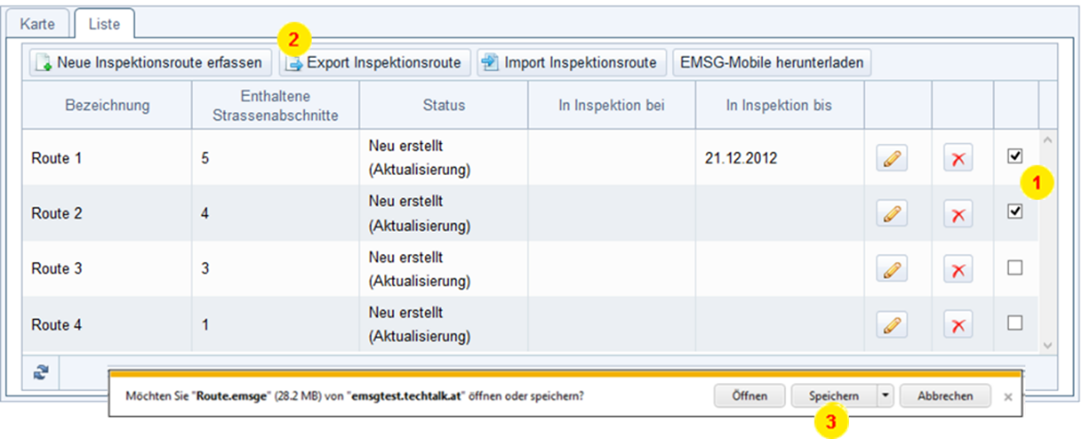 Karte Liste
2
Neue Inspektionsroute erfassen Export Inspektionsroute Import Inspektionsroute EMSG-Mobile herunterladen
Bezeichnung Enthaltene Strassenabschnitte Status In Inspektion bei In Inspektion bis
Route 1 5 Neu erstellt (Aktualisierung) 21.12.2012
1
Route 2 4 Neu erstellt (Aktualisierung)
Route 3 3 Neu erstellt (Aktualisierung)
Route 4 1 Neu erstellt (Aktualisierung)
Möchten Sie "Route.emsge" (28.2 MB) von "emsgtest.techtalk.at" öffnen oder speichern? Öffnen Speichern Abbrechen ×
3